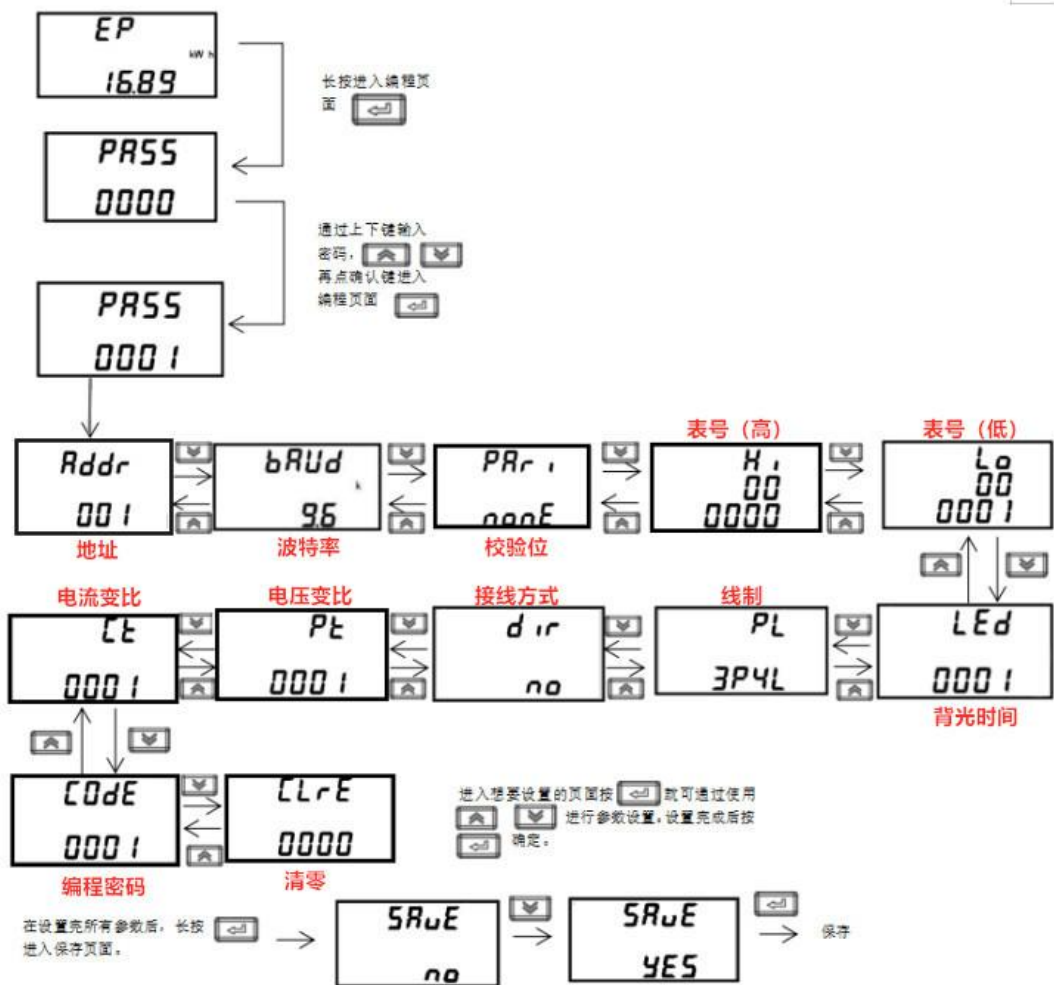 EP
kW h
16.89
长按进入编程页
面
PASS
0000
通过上下键输入
密码，
再点确认键进入
编程页面
PASS
0001
表号（高）
表号（低）
Addr
001
bAUd
k
9.6
PAri
nonE
Hi
00
0000
Lo
00
0001
地址
波特率
校验位
电流变比
电压变比
接线方式
线制
Ct
0001
Pt
0001
dir
no
PL
3P4L
LEd
0001
背光时间
COdE
0001
CLrE
0000
进入想要设置的页面按 就可通过使用
进行参数设置。设置完成后按
确定。
编程密码
清零
在设置完所有参数后，长按
进入保存页面。
SAvE
no
SAvE
YES
保存